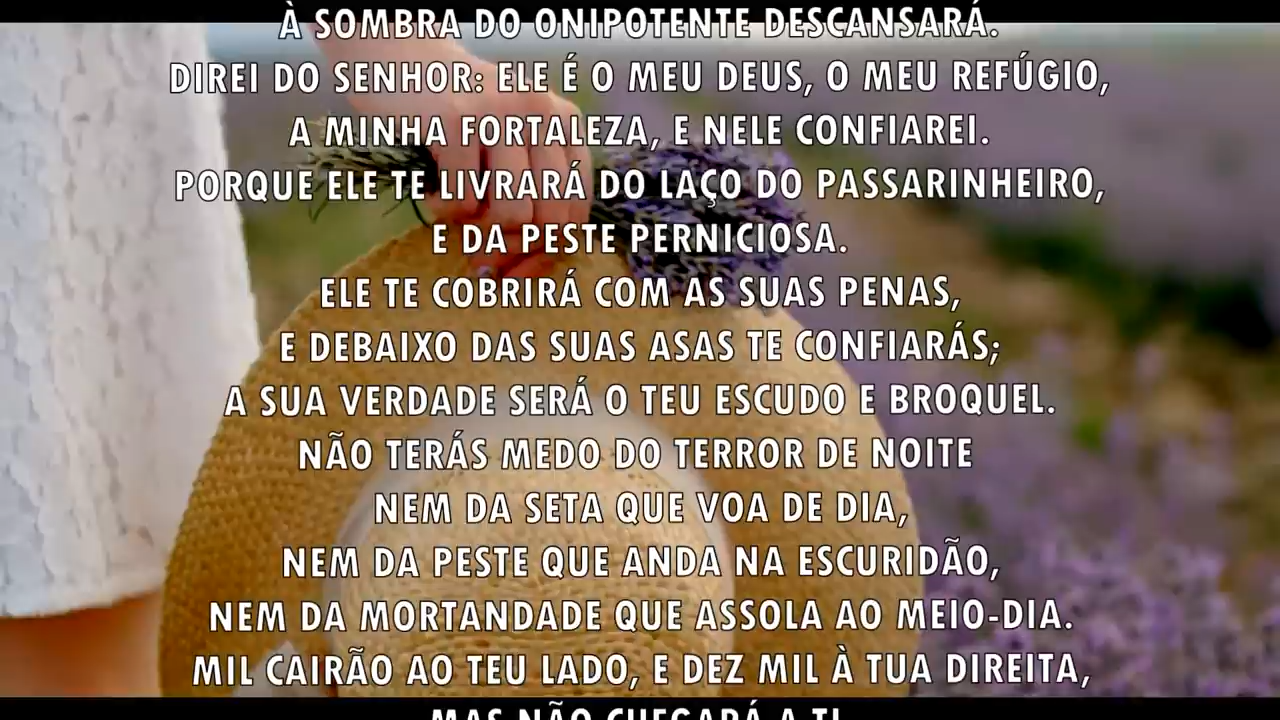 À SOMBRA DO ONIPOTENTE DESCANSARÁ.
DIREI DO SENHOR: ELE É O MEU DEUS, O MEU REFÚGIO,
A MINHA FORTALEZA, E NELE CONFIAREI.
PORQUE ELE TE LIVRARÁ DO LAÇO DO PASSARINHEIRO,
E DA PESTE PERNICIOSA.
ELE TE COBRIRÁ COM AS SUAS PENAS,
E DEBAIXO DAS SUAS ASAS TE CONFIARÁS;
A SUA VERDADE SERÁ O TEU ESCUDO E BROQUEL.
NÃO TERÁS MEDO DO TERROR DE NOITE
NEM DA SETA QUE VOA DE DIA,
NEM DA PESTE QUE ANDA NA ESCURIDÃO,
NEM DA MORTANDADE QUE ASSOLA AO MEIO-DIA.
MIL CAIRÃO AO TEU LADO, E DEZ MIL À TUA DIREITA,
MAS NÃO CHEGARÁ A TI